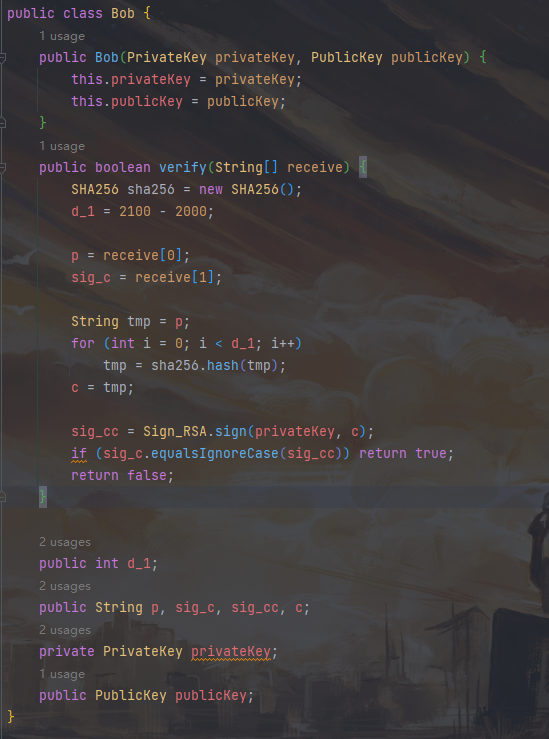 public class Bob {
1 usage
public Bob(PrivateKey privateKey, PublicKey publicKey) {
this.privateKey = privateKey;
this.publicKey = publicKey;
}
1 usage
public boolean verify(String[] receive) {
SHA256 sha256 = new SHA256();
d_1 = 2100 - 2000;
p = receive[0];
sig_c = receive[1];
String tmp = p;
for (int i = 0; i < d_1; i++)
tmp = sha256.hash(tmp);
c = tmp;
sig_cc = Sign_RSA.sign(privateKey, c);
if (sig_c.equalsIgnoreCase(sig_cc)) return true;
return false;
}
2 usages
public int d_1;
2 usages
public String p, sig_c, sig_cc, c;
2 usages
private PrivateKey privateKey;
1 usage
public PublicKey publicKey;
}